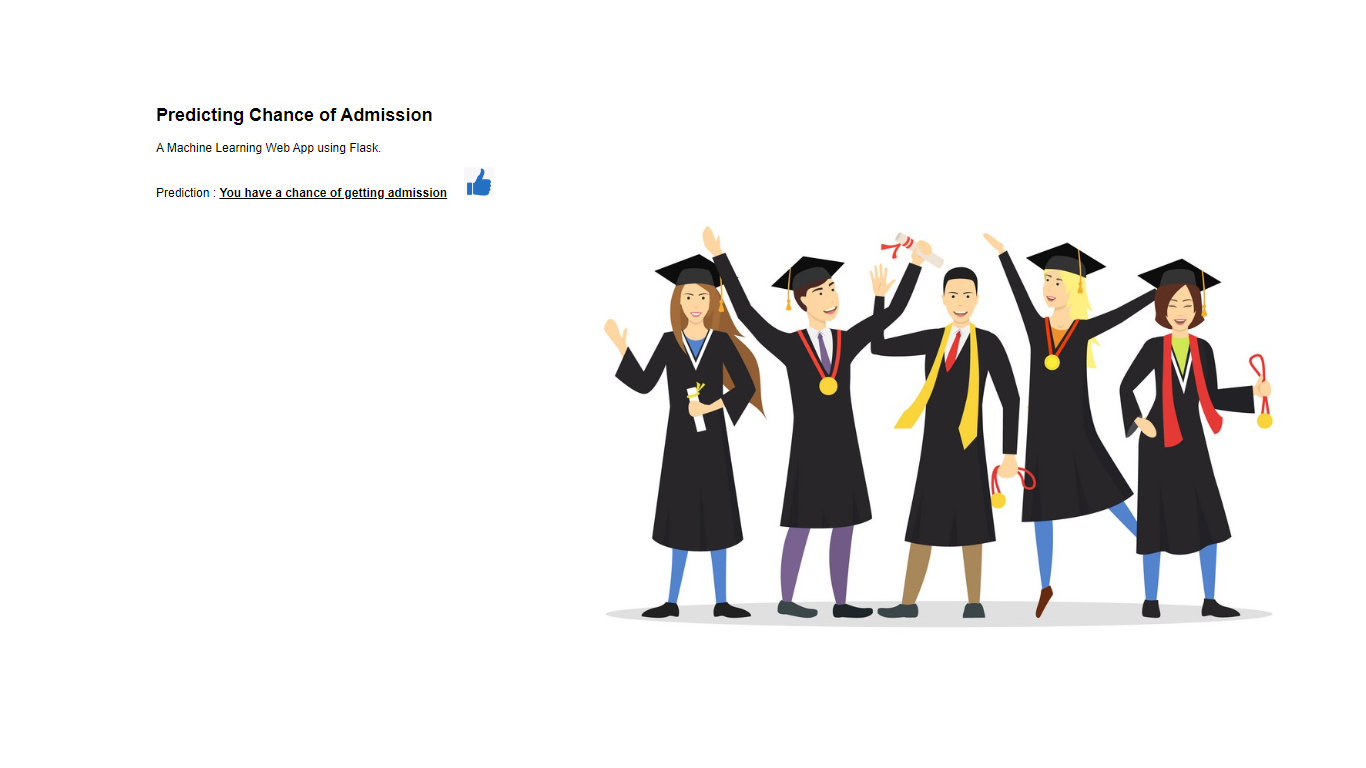 Predicting Chance of Admission
A Machine Learning Web App using Flask.
Prediction : You have a chance of getting admission